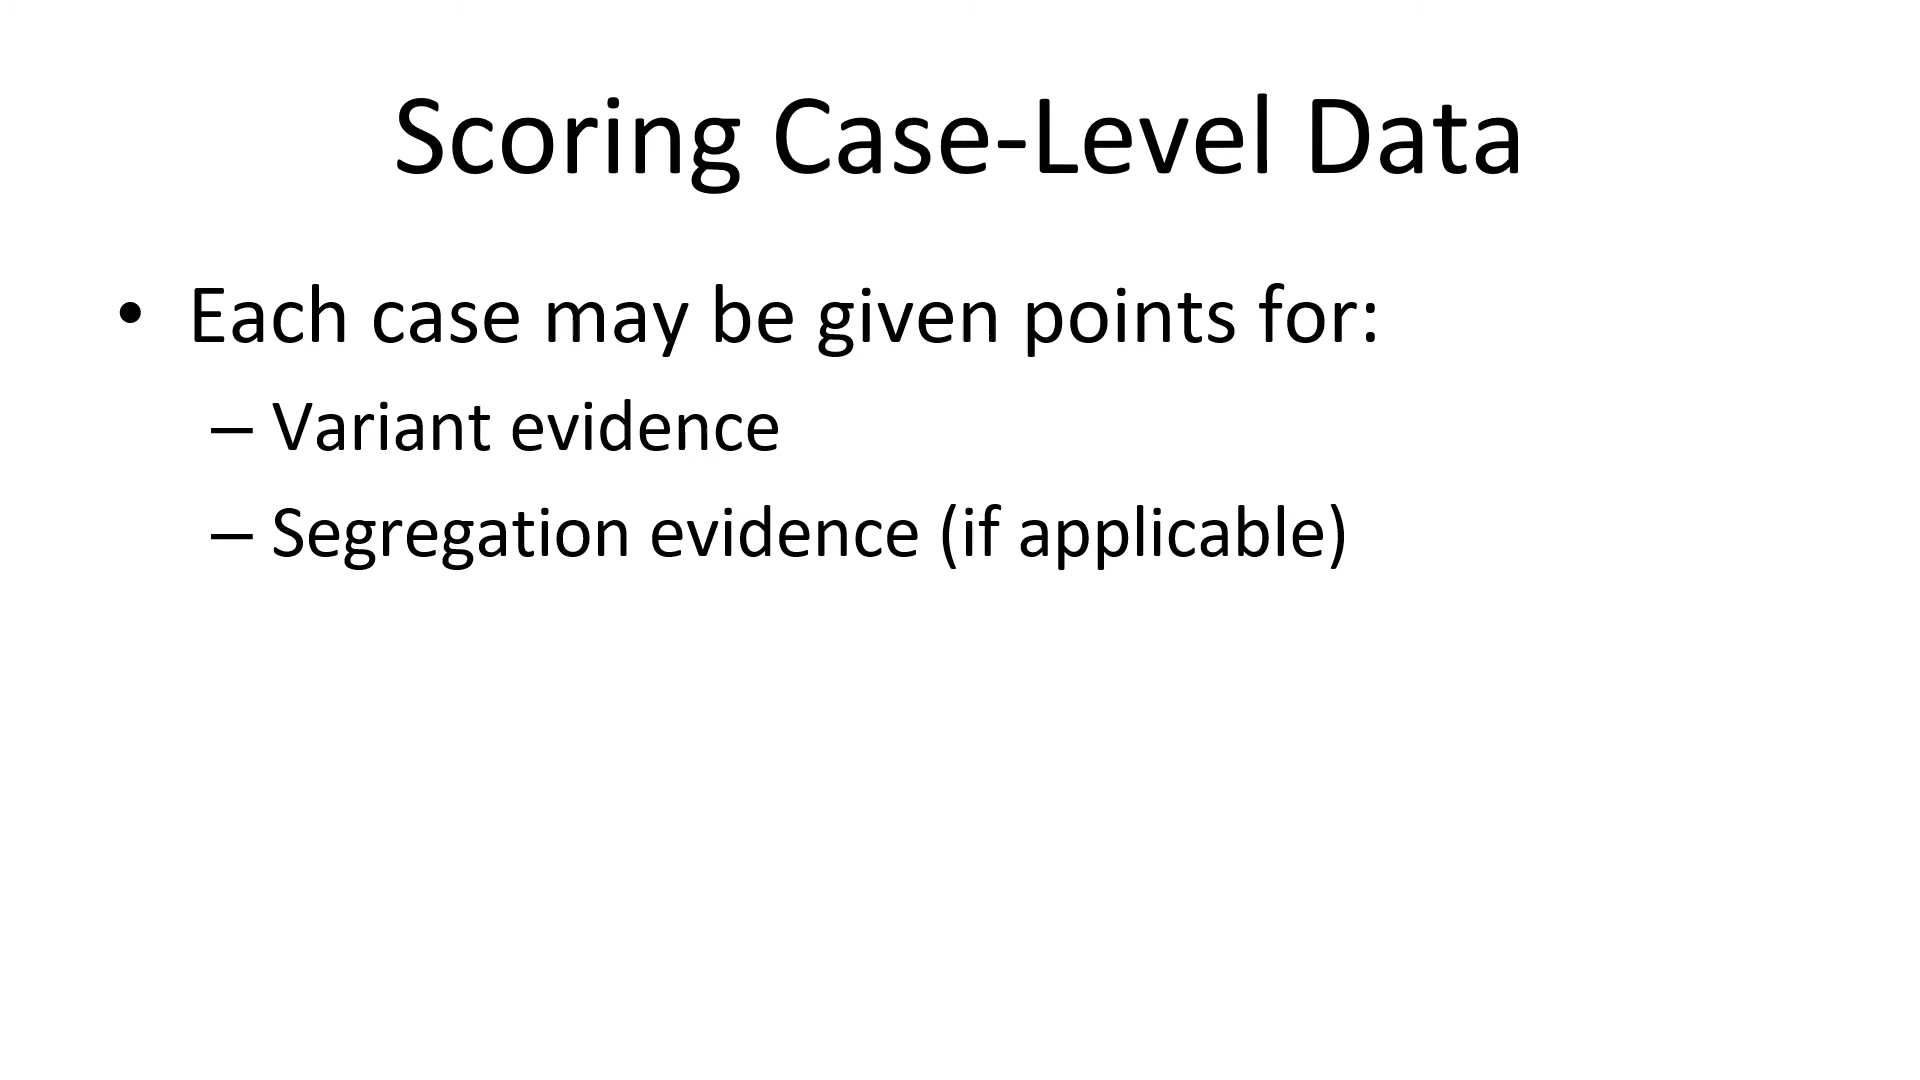 Scoring Case-Level Data
• Each case may be given points for:
– Variant evidence
– Segregation evidence (if applicable)